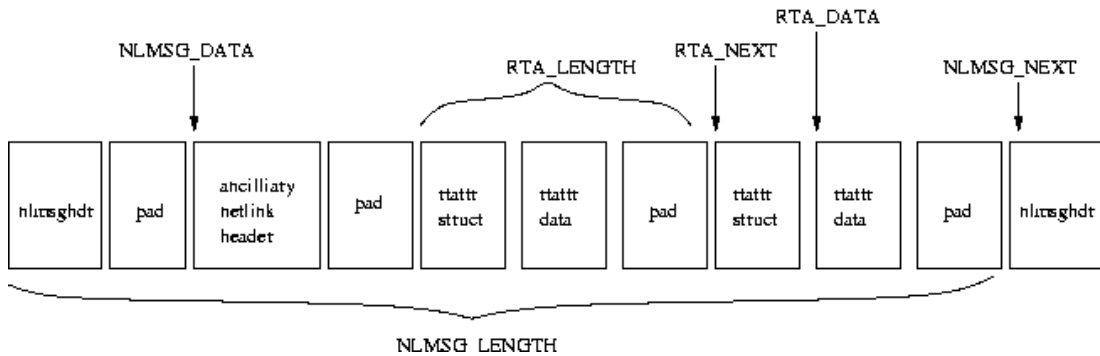 RTA_DATA
NLMSG_DATA
RTA_LENGTH
RTA_NEXT
NLMSG_NEXT
nlmsghdr
pad
ancilliary
netlink
header
pad
rtattr
struct
rtattr
data
pad
rtattr
struct
rtattr
data
pad
nlmsghdr
NLMSG_LENGTH